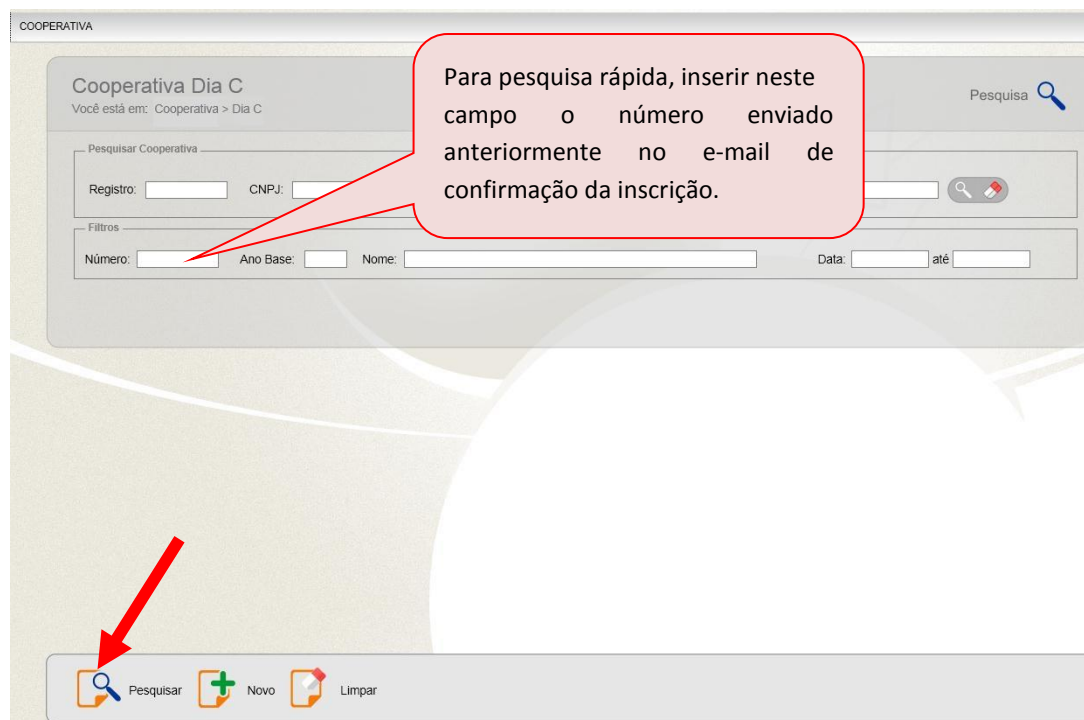 COOPERATIVA
Cooperativa Dia C
Você está em: Cooperativa > Dia C
Pesquisa
Para pesquisa rápida, inserir neste
campo o número enviado
anteriormente no e-mail de
confirmação da inscrição.
Pesquisar Cooperativa
Registro: CNPJ:
Filtros
Número: Ano Base: Nome: Data: até
Pesquisar Novo Limpar